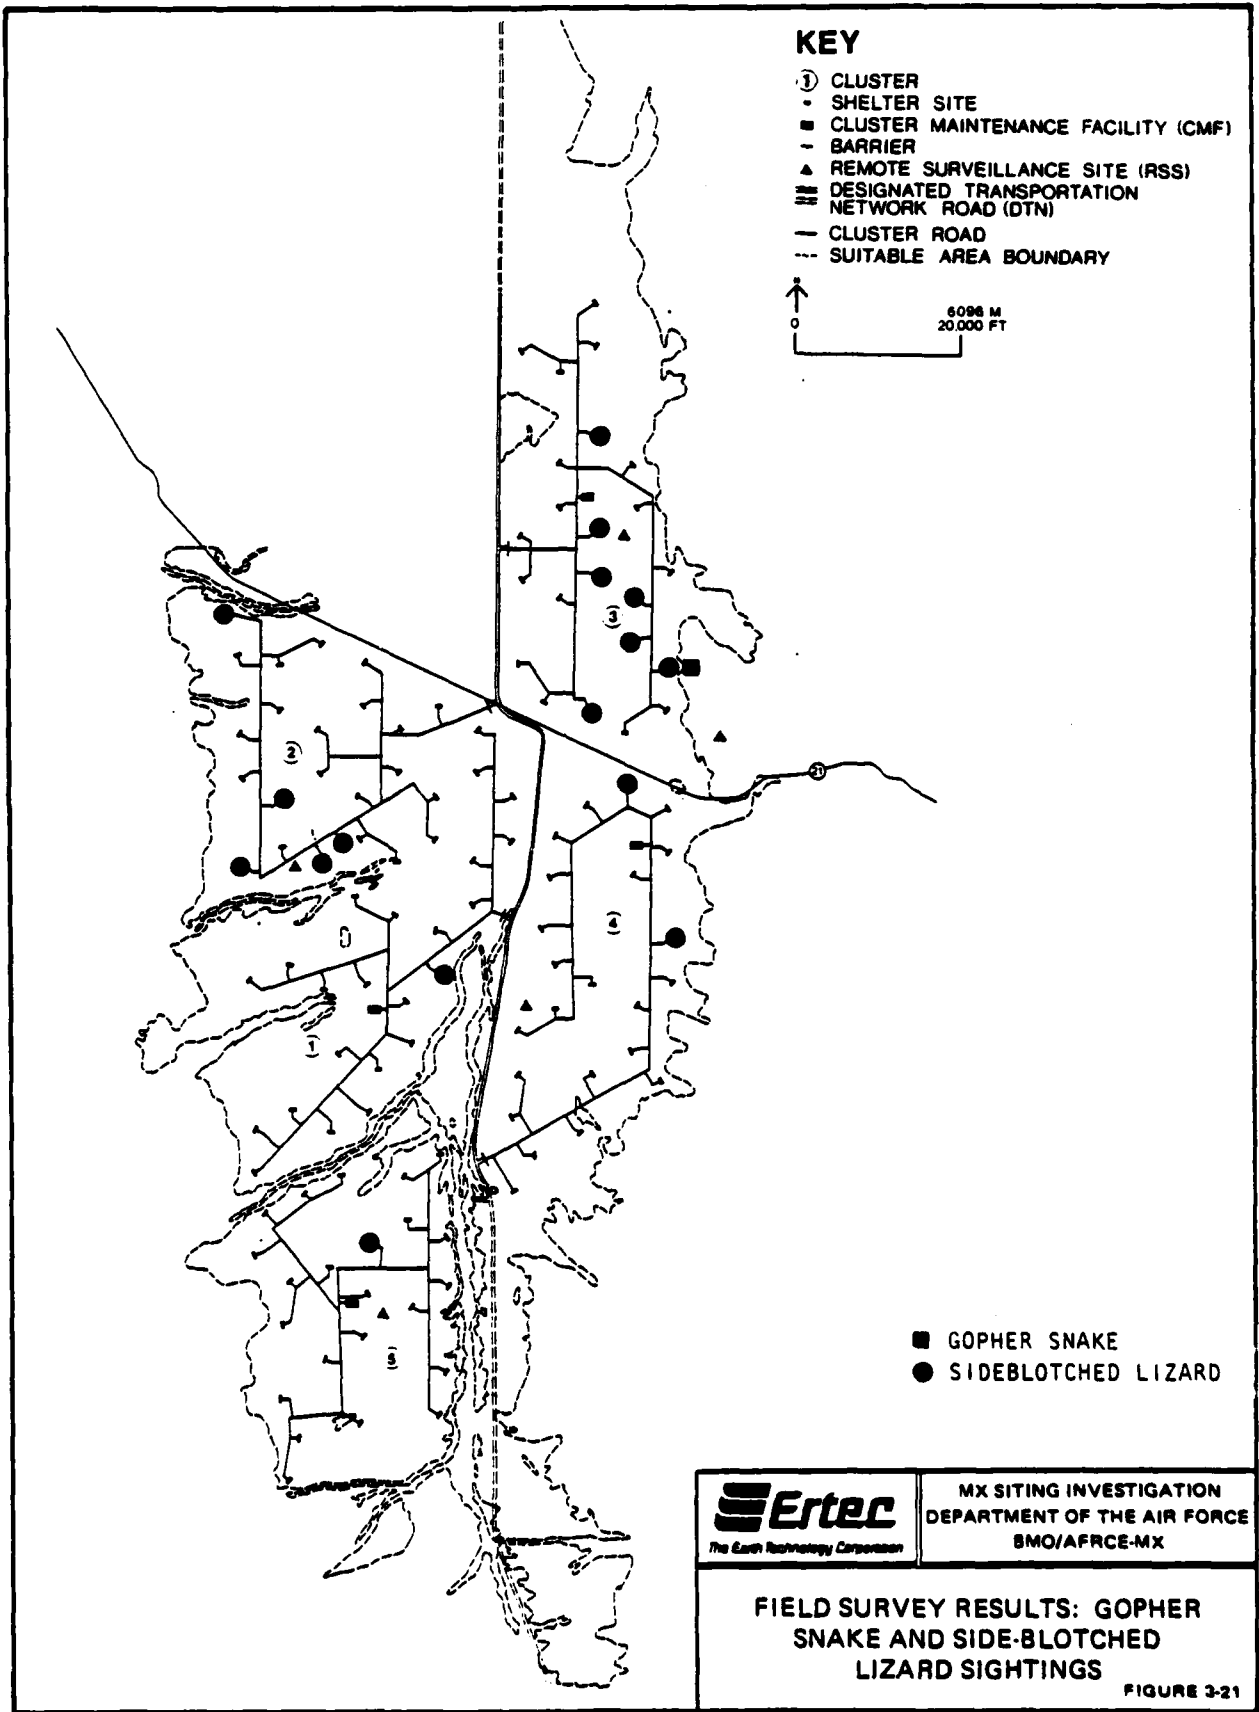 KEY
1 CLUSTER
SHELTER SITE
CLUSTER MAINTENANCE FACILITY (CMF)
BARRIER
REMOTE SURVEILLANCE SITE (RSS)
DESIGNATED TRANSPORTATION
NETWORK ROAD (DTN)
CLUSTER ROAD
SUITABLE AREA BOUNDARY
N
0
6096 M
20,000 FT
3
2
21
4
1
5
GOPHER SNAKE
SIDEBLOTCHED LIZARD
Ertec
The Earth Technology Corporation
MX SITING INVESTIGATION
DEPARTMENT OF THE AIR FORCE
BMO/AFRCE-MX
FIELD SURVEY RESULTS: GOPHER
SNAKE AND SIDE-BLOTCHED
LIZARD SIGHTINGS
FIGURE 3-21